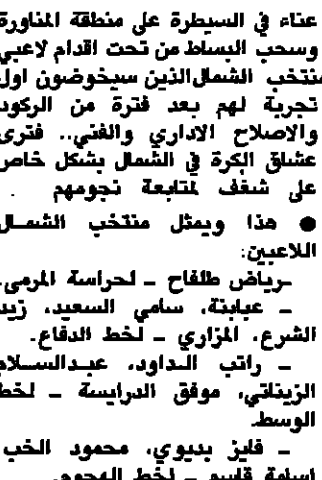 عناء في السيطرة على منطقة المناورة
وسحب البساط من تحت اقدام لاعبي
منتخب الشمال الذين سيخوضون اول
تجربة لهم بعد فترة من الركود
والاصلاح الاداري والفني.. فترى
عشاق الكرة في الشمال بشكل خاص
على شغف لمتابعة نجومهم .
● هذا ويمثل منتخب الشمال
اللاعبين:
ـ رياض طلفاح ـ لحراسة المرمى.
ـ عبابنة، سامي السعيد، زيد
الشرع، المزاري ـ لخط الدفاع.
ـ راتب الداود، عبدالسلام
الزيناتي، موفق الدرايسة ـ لخط
الوسط.
ـ فايز بديوي، محمود الخب،
اسامة قاسم ـ لخط الهجوم.